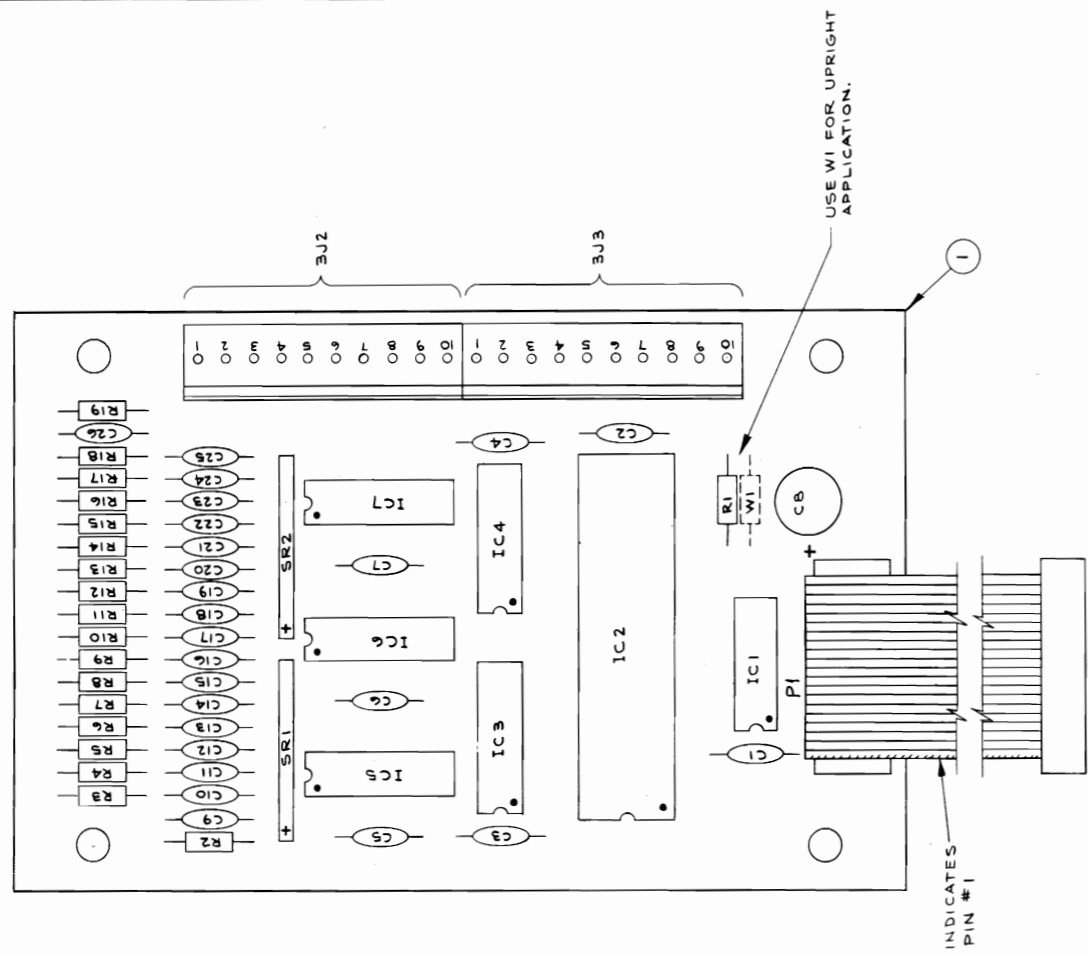 USE W1 FOR UPRIGHT
APPLICATION.
3J2
3J3
1
1 2 3 4 5 6 7 8 9 10
1 2 3 4 5 6 7 8 9 10
R19
C26
R18
R17
R16
R15
R14
R13
R12
R11
R10
R9
R8
R7
R6
R5
R4
R3
C25
C24
C23
C22
C21
C20
C19
C18
C17
C16
C15
C14
C13
C12
C11
C10
C9
R2
SR2
+
SR1
+
IC7
C7
IC6
C6
IC5
C5
C4
IC4
IC3
C3
C2
IC2
R1
W1
C8
+
IC1
P1
C1
INDICATES
PIN #1